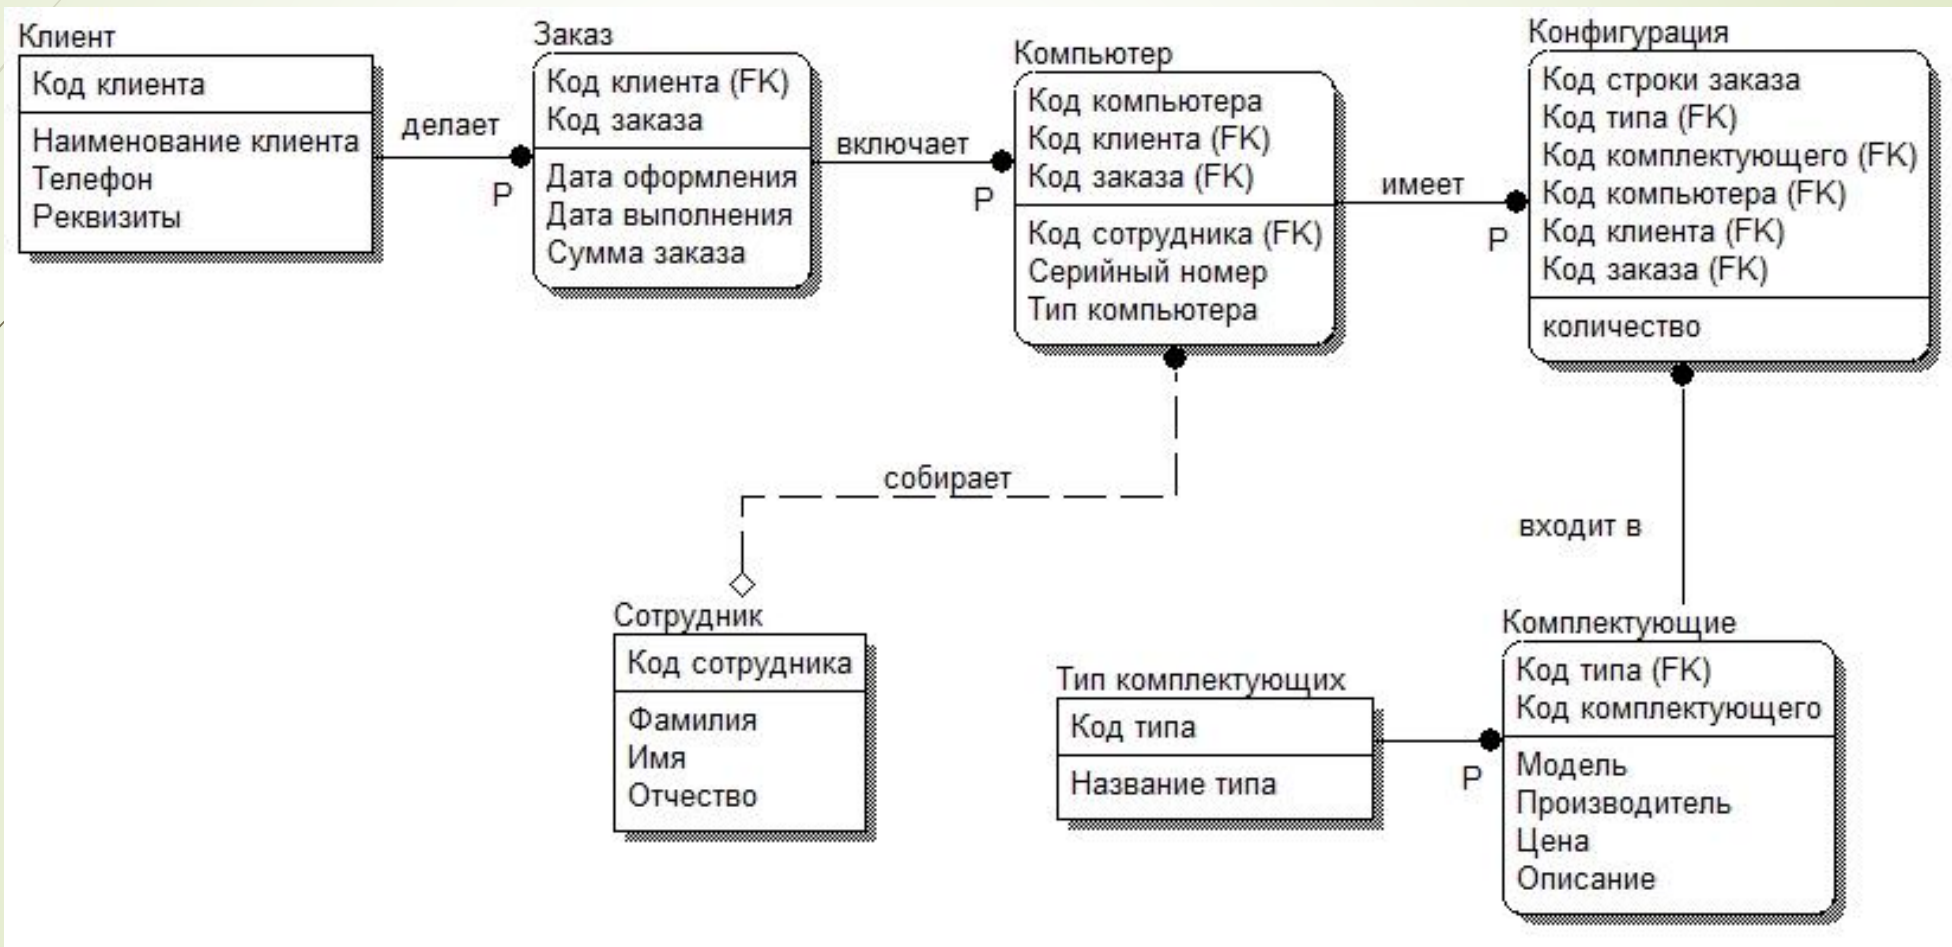 Клиент
Код клиента
Наименование клиента
Телефон
Реквизиты
делает
P
Заказ
Код клиента (FK)
Код заказа
Дата оформления
Дата выполнения
Сумма заказа
включает
P
Компьютер
Код компьютера
Код клиента (FK)
Код заказа (FK)
Код сотрудника (FK)
Серийный номер
Тип компьютера
имеет
P
Конфигурация
Код строки заказа
Код типа (FK)
Код комплектующего (FK)
Код компьютера (FK)
Код клиента (FK)
Код заказа (FK)
количество
собирает
входит в
Сотрудник
Код сотрудника
Фамилия
Имя
Отчество
Тип комплектующих
Код типа
Название типа
P
Комплектующие
Код типа (FK)
Код комплектующего
Модель
Производитель
Цена
Описание